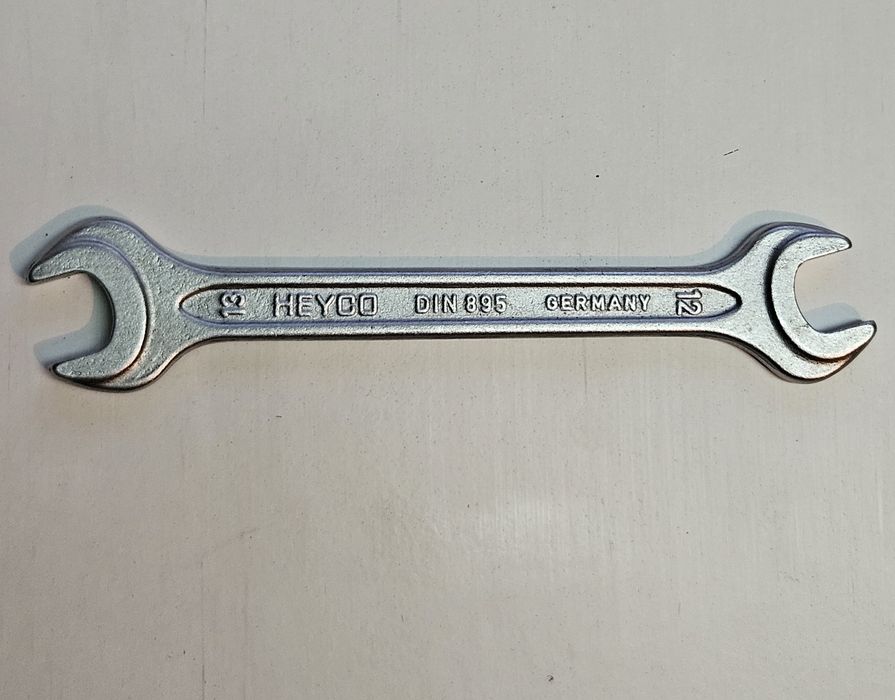 13 HEYCO DIN 895 GERMANY 12